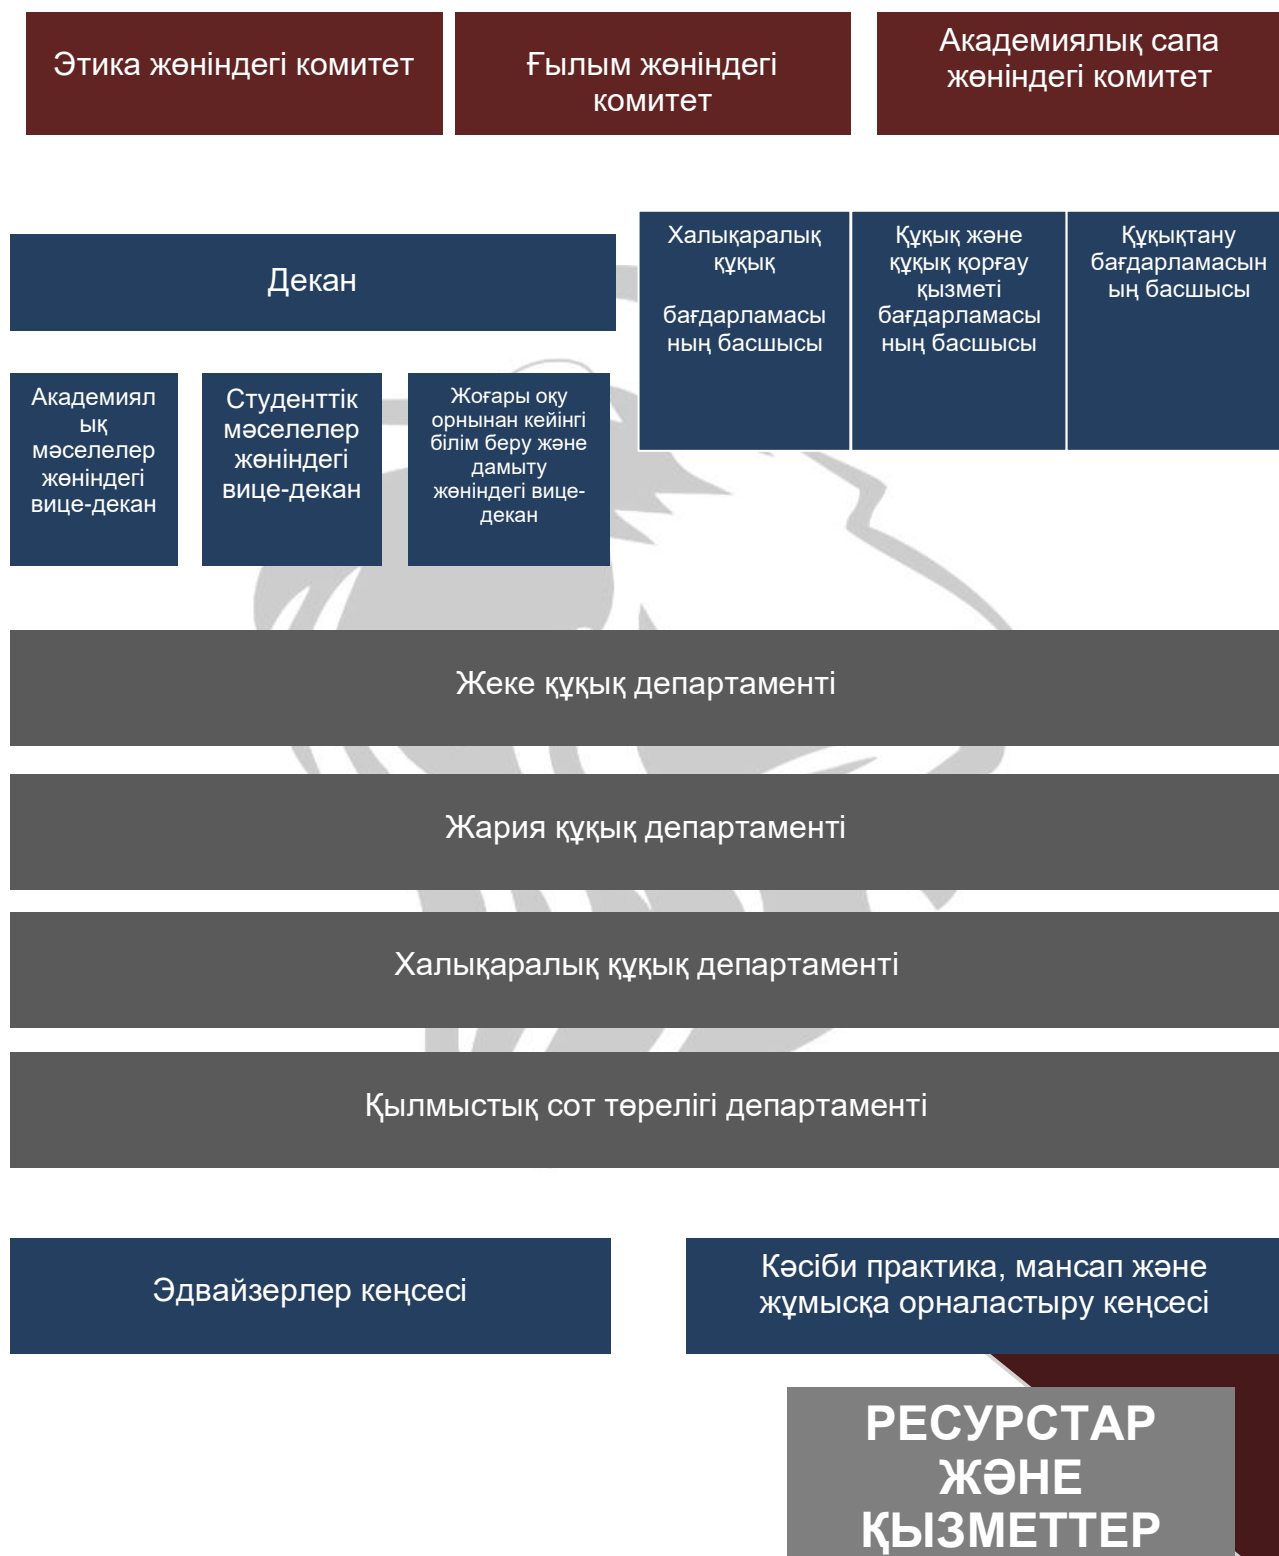 Этика жөніндегі комитет
Ғылым жөніндегі
комитет
Академиялық сапа
жөніндегі комитет
Декан
Халықаралық
құқық
бағдарламасы
ның басшысы
Құқық және
құқық қорғау
қызметі
бағдарламасы
ның басшысы
Құқықтану
бағдарламасын
ың басшысы
Академиял
ық
мәселелер
жөніндегі
вице-декан
Студенттік
мәселелер
жөніндегі
вице-декан
Жоғары оқу
орнынан кейінгі
білім беру және
дамыту
жөніндегі вице-
декан
Жеке құқық департаменті
Жария құқық департаменті
Халықаралық құқық департаменті
Қылмыстық сот төрелігі департаменті
Эдвайзерлер кеңсесі
Кәсіби практика, мансап және
жұмысқа орналастыру кеңсесі
РЕСУРСТАР
ЖӘНЕ
ҚЫЗМЕТТЕР